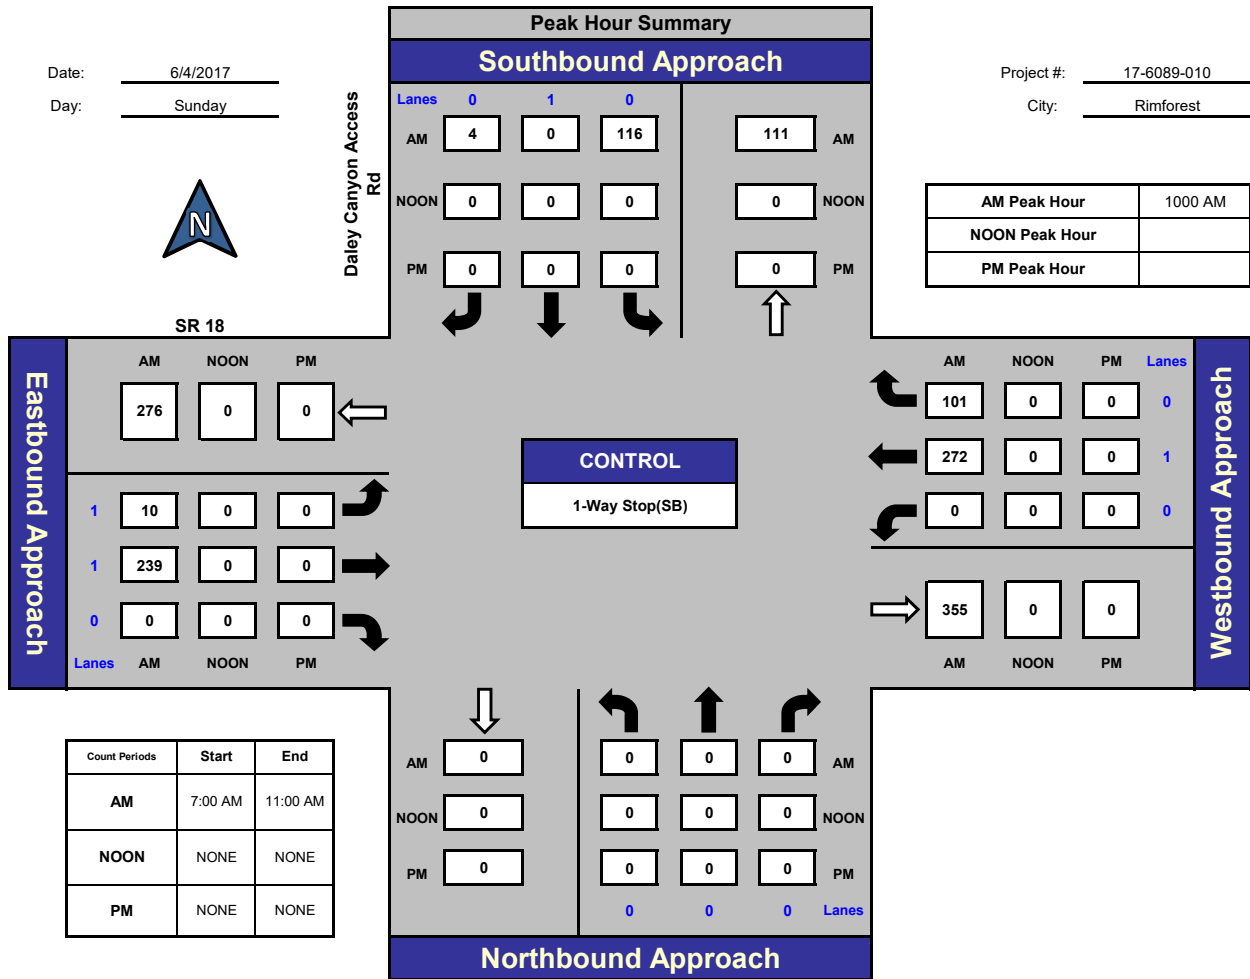 Peak Hour Summary
Southbound Approach
Date: 6/4/2017
Day: Sunday
Project #: 17-6089-010
City: Rimforest
N
Daley Canyon Access
Rd
Lanes 0 1 0
AM 4 0 116 111 AM
NOON 0 0 0 0 NOON
PM 0 0 0 0 PM
AM Peak Hour 1000 AM
NOON Peak Hour
PM Peak Hour
SR 18
Eastbound Approach
AM NOON PM
276 0 0
1 10 0 0
1 239 0 0
0 0 0 0
Lanes AM NOON PM
CONTROL
1-Way Stop(SB)
AM NOON PM Lanes
101 0 0 0
272 0 0 1
0 0 0 0
355 0 0
AM NOON PM
Westbound Approach
Count Periods Start End
AM 7:00 AM 11:00 AM
NOON NONE NONE
PM NONE NONE
AM 0 0 0 0 AM
NOON 0 0 0 0 NOON
PM 0 0 0 0 PM
0 0 0 Lanes
Northbound Approach